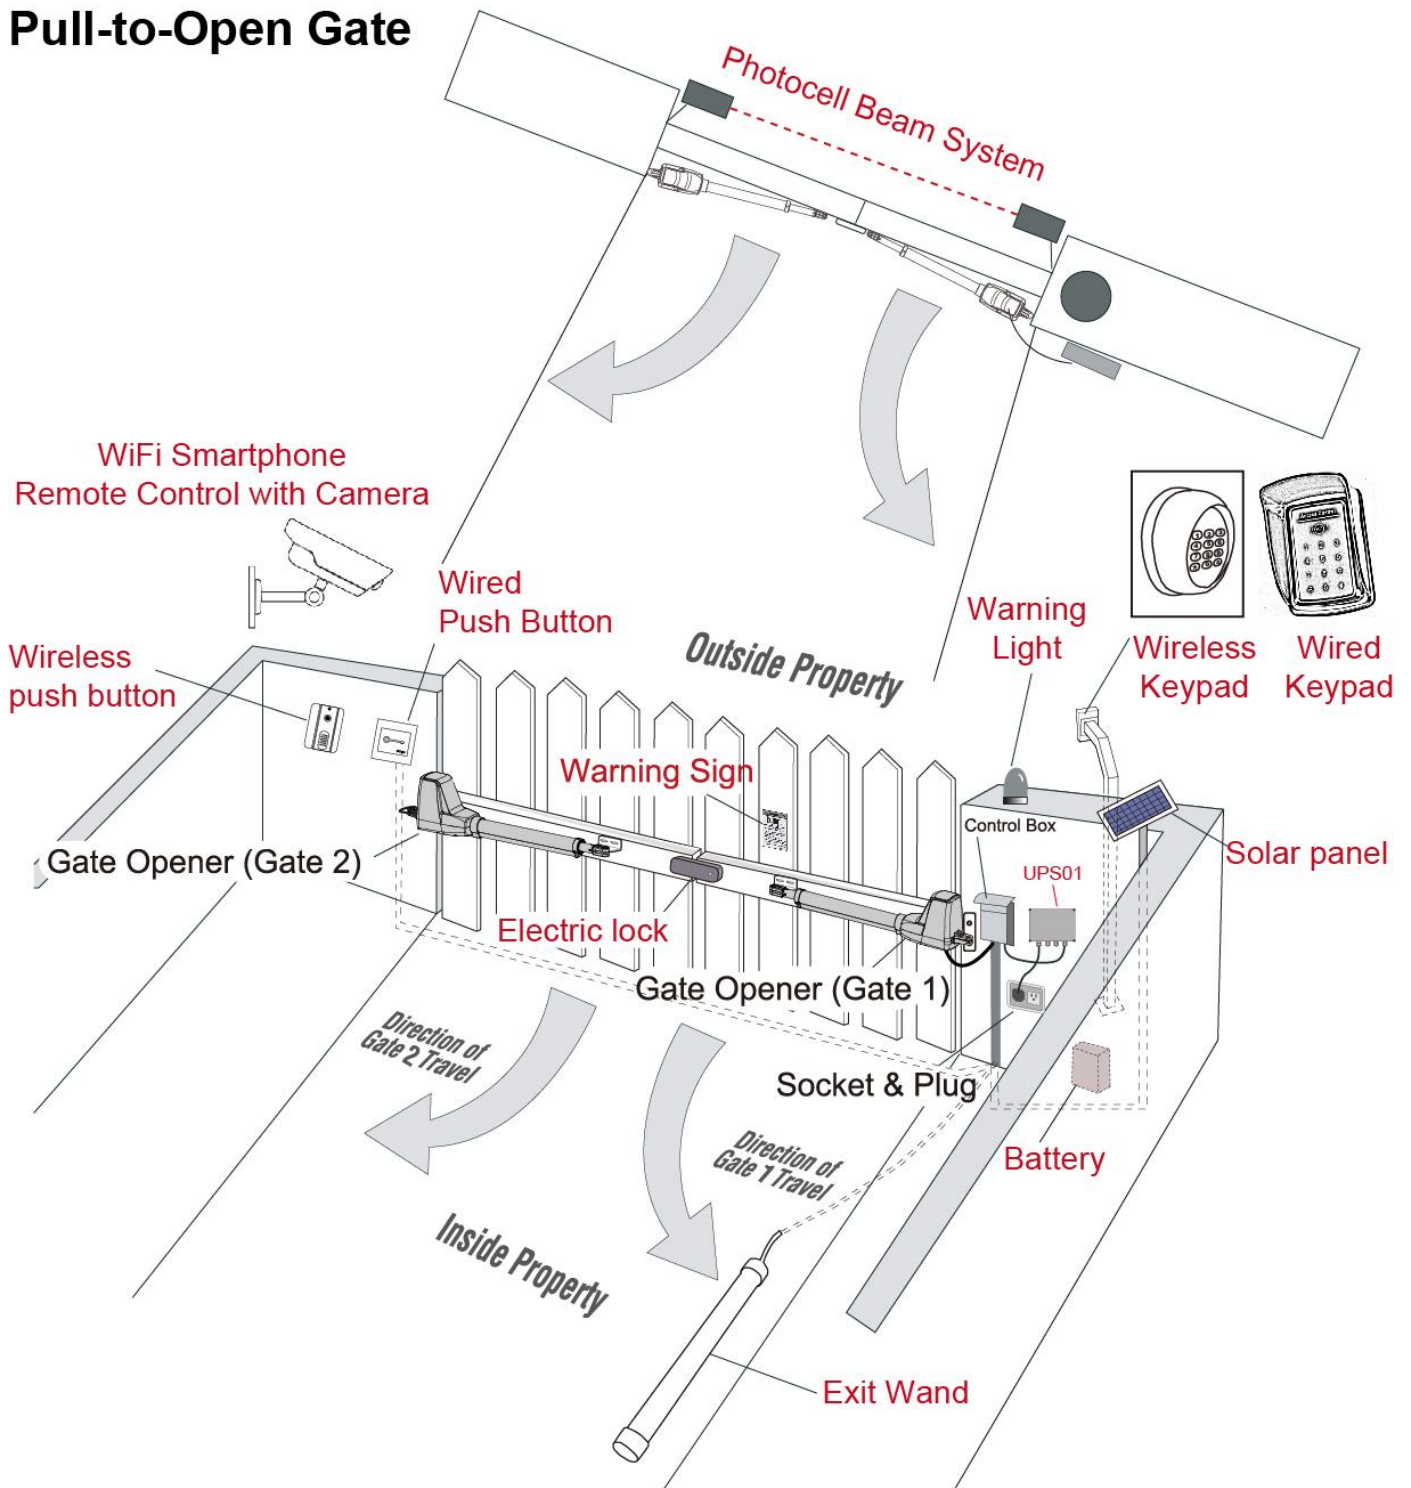 Pull-to-Open Gate
Photocell Beam System
WiFi Smartphone
Remote Control with Camera
Wired
Push Button
Wireless
push button
Outside Property
Warning
Light
Wireless
Keypad
Wired
Keypad
Warning Sign
Control Box
Solar panel
Gate Opener (Gate 2)
UPS01
Electric lock
Gate Opener (Gate 1)
Direction of
Gate 2 Travel
Socket & Plug
Direction of
Gate 1 Travel
Battery
Inside Property
Exit Wand